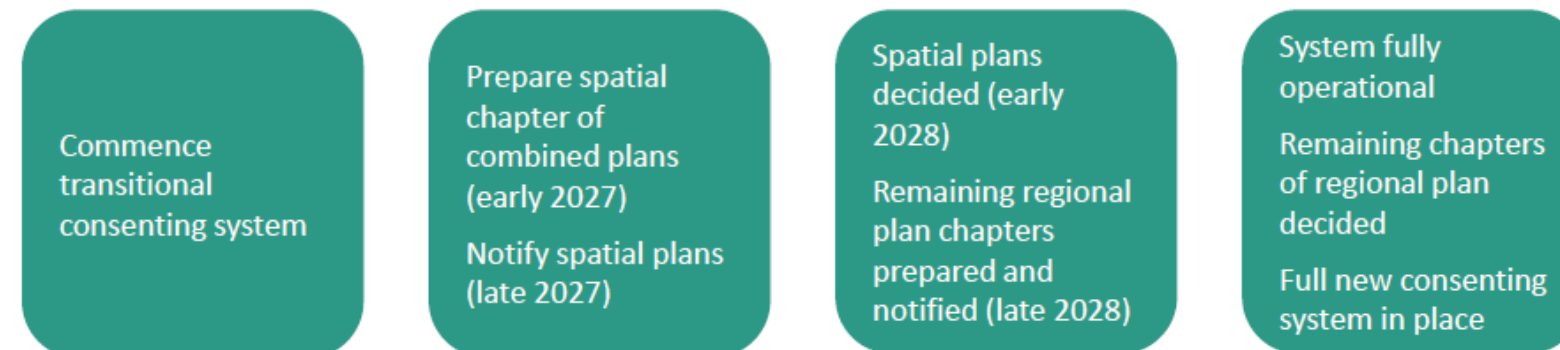 Commence
transitional
consenting system
Prepare spatial
chapter of
combined plans
(early 2027)
Notify spatial plans
(late 2027)
Spatial plans
decided (early
2028)
Remaining regional
plan chapters
prepared and
notified (late 2028)
System fully
operational
Remaining chapters
of regional plan
decided
Full new consenting
system in place